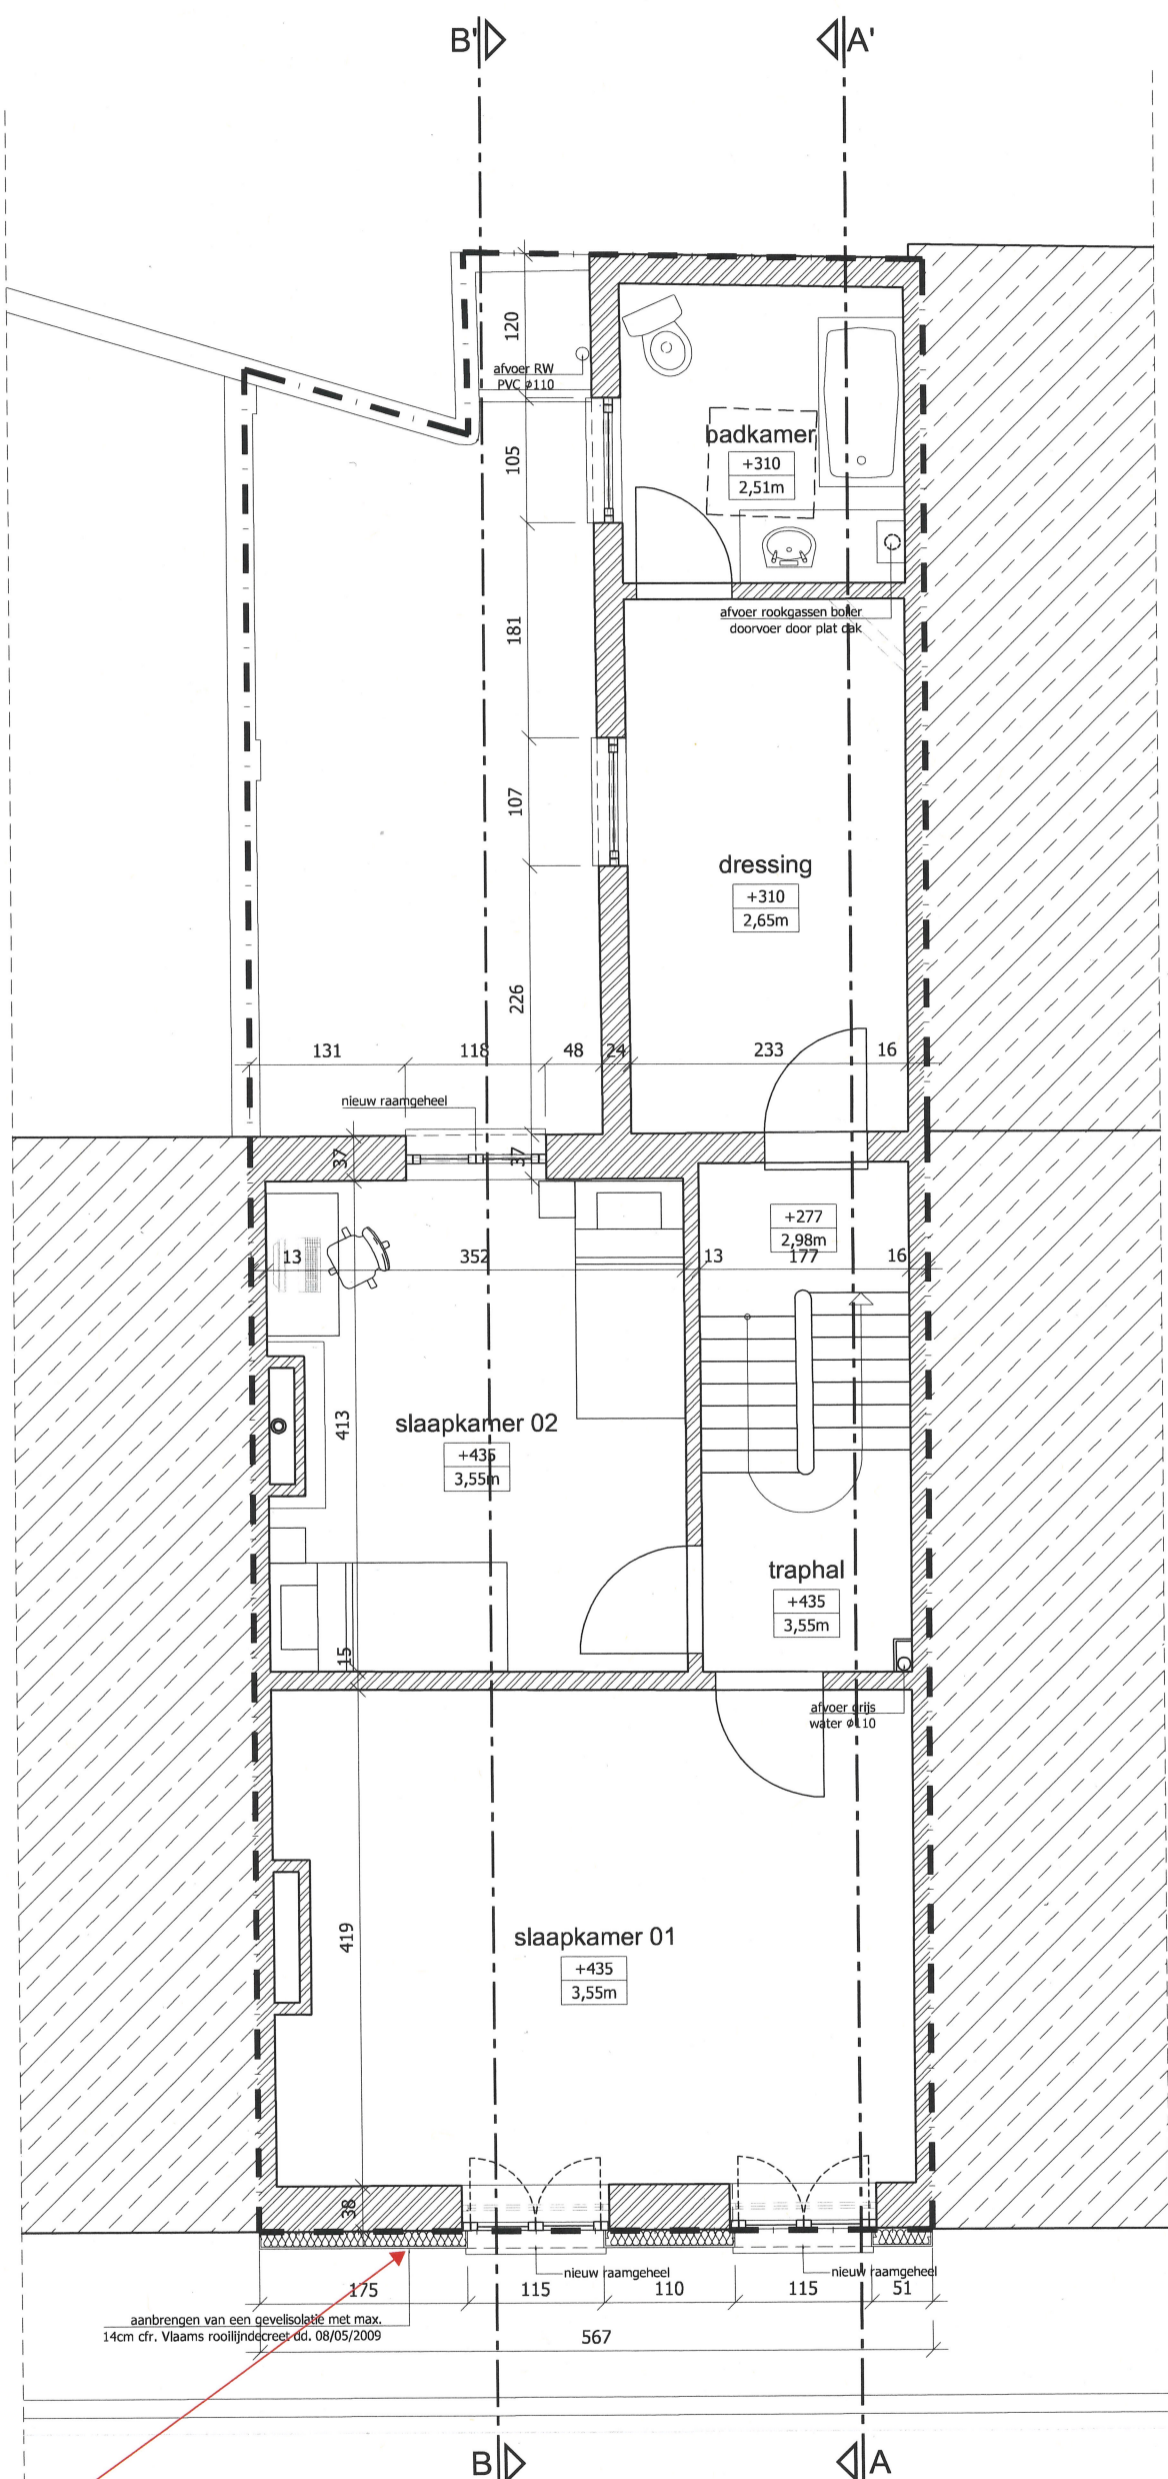 B'
A'
120
afvoer RW
PVC ø110
105
badkamer
+310
2,51m
afvoer rookgassen boiler
doorvoer door plat dak
181
107
dressing
+310
2,65m
226
131
118
48
24
233
16
nieuw raamgeheel
37
37
+277
2,98m
13
352
13
177
16
413
slaapkamer 02
+435
3,55m
traphal
+435
3,55m
15
afvoer grijs
water ø110
419
slaapkamer 01
+435
3,55m
38
nieuw raamgeheel
nieuw raamgeheel
175
115
110
115
51
aanbrengen van een gevelisolatie met max.
14cm cfr. Vlaams rooilijndecreet dd. 08/05/2009
567
B
A